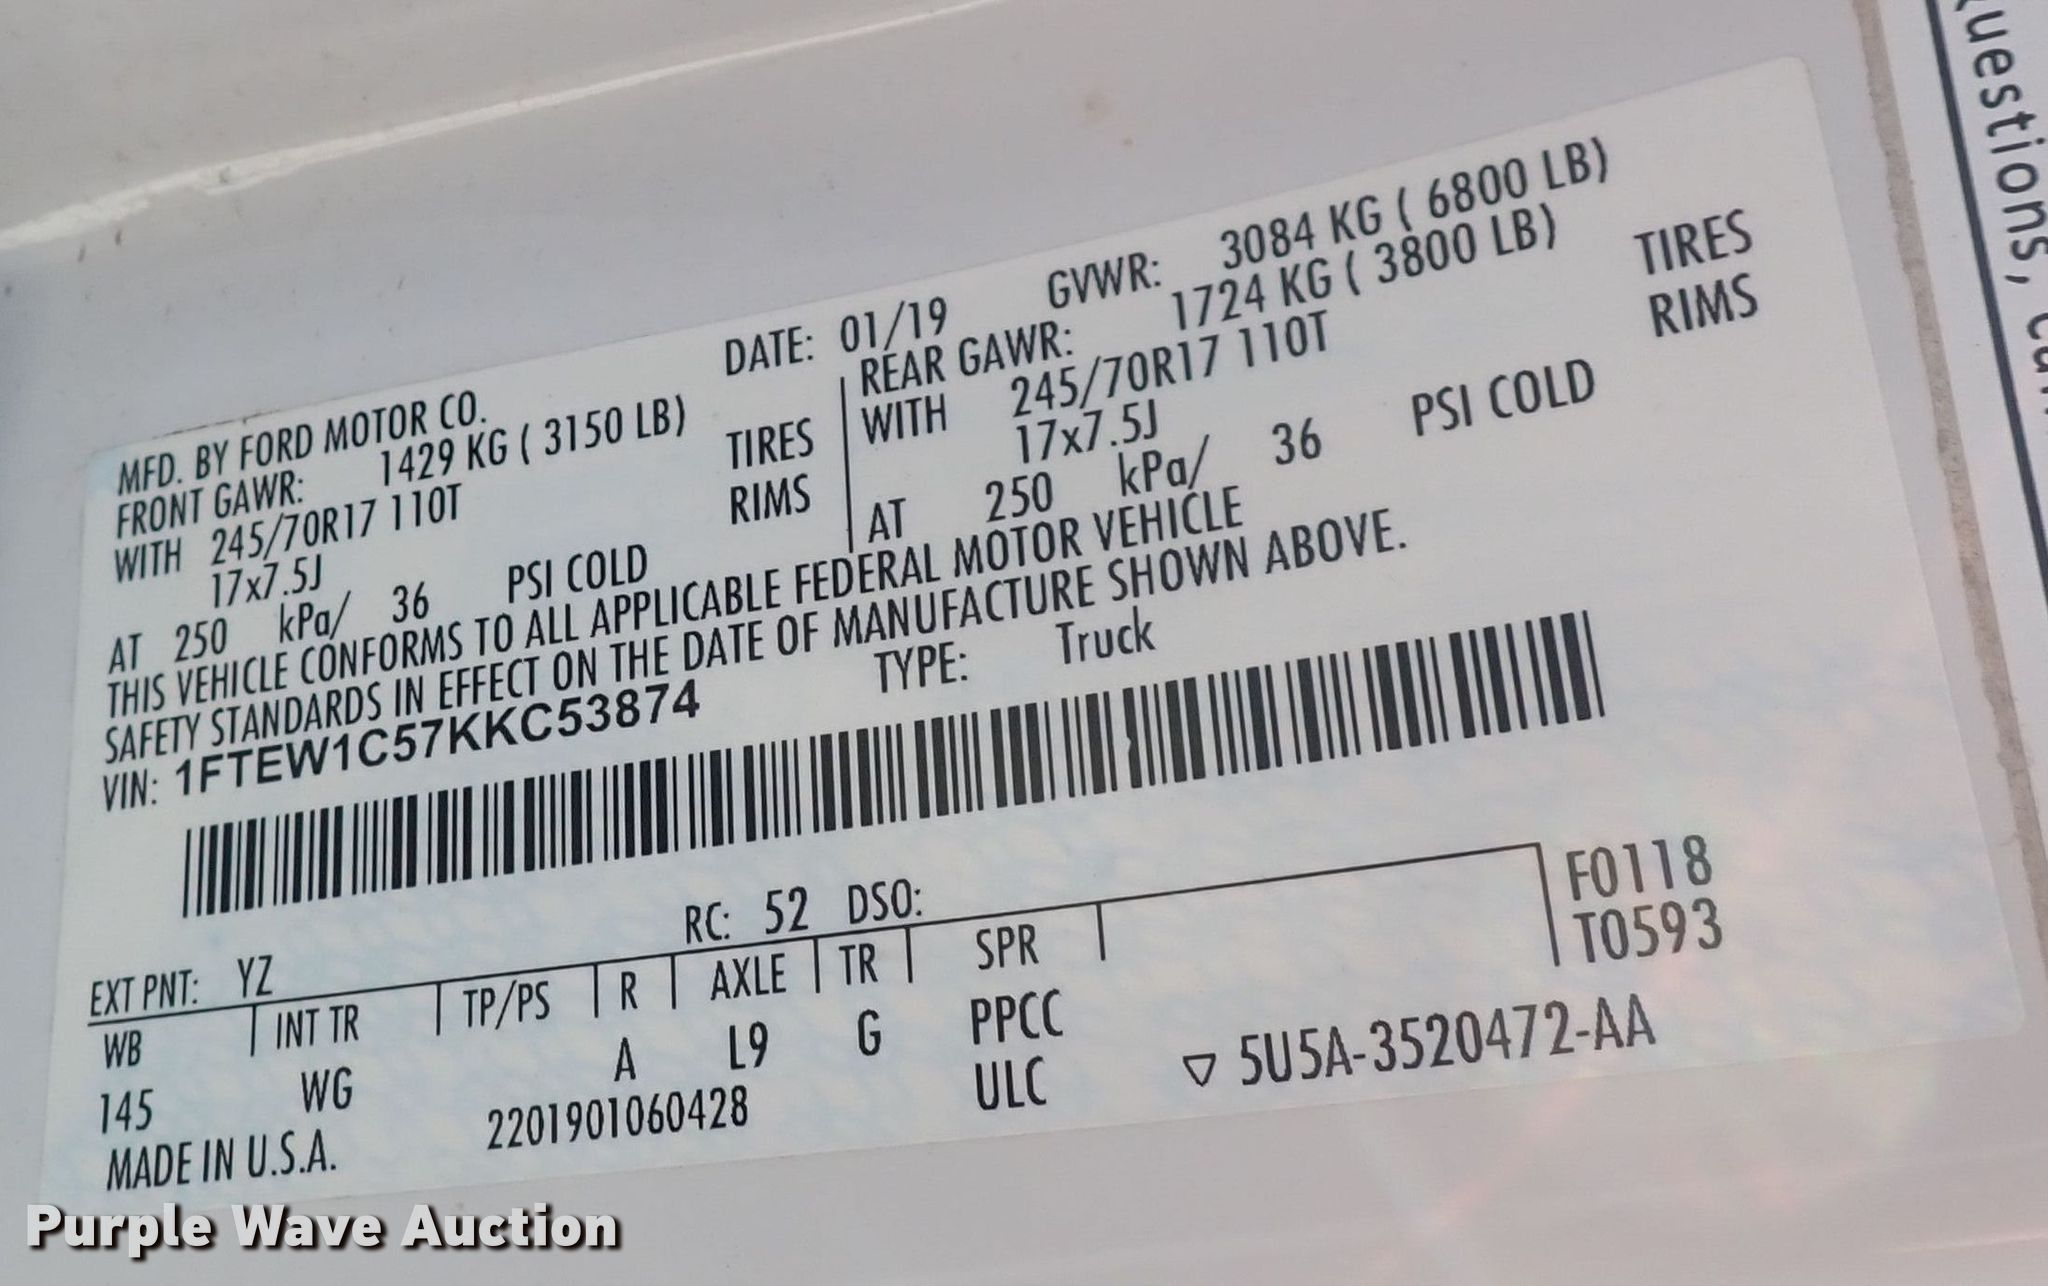 MFD. BY FORD MOTOR CO.
DATE: 01/19
GVWR: 3084 KG ( 6800 LB)
FRONT GAWR: 1429 KG ( 3150 LB)
WITH 245/70R17 110T TIRES
17x7.5J RIMS
AT 250 kPa/ 36 PSI COLD
REAR GAWR: 1724 KG ( 3800 LB)
WITH 245/70R17 110T TIRES
17x7.5J RIMS
AT 250 kPa/ 36 PSI COLD
THIS VEHICLE CONFORMS TO ALL APPLICABLE FEDERAL MOTOR VEHICLE
SAFETY STANDARDS IN EFFECT ON THE DATE OF MANUFACTURE SHOWN ABOVE.
VIN: 1FTEW1C57KKC53874
TYPE: Truck
F0118
T0593
EXT PNT: YZ RC: 52 DSO:
WB INT TR TP/PS R AXLE TR SPR
145 WG A L9 G PPCC
ULC
MADE IN U.S.A. 2201901060428
▽ 5U5A-3520472-AA
Questions,
Purple Wave Auction